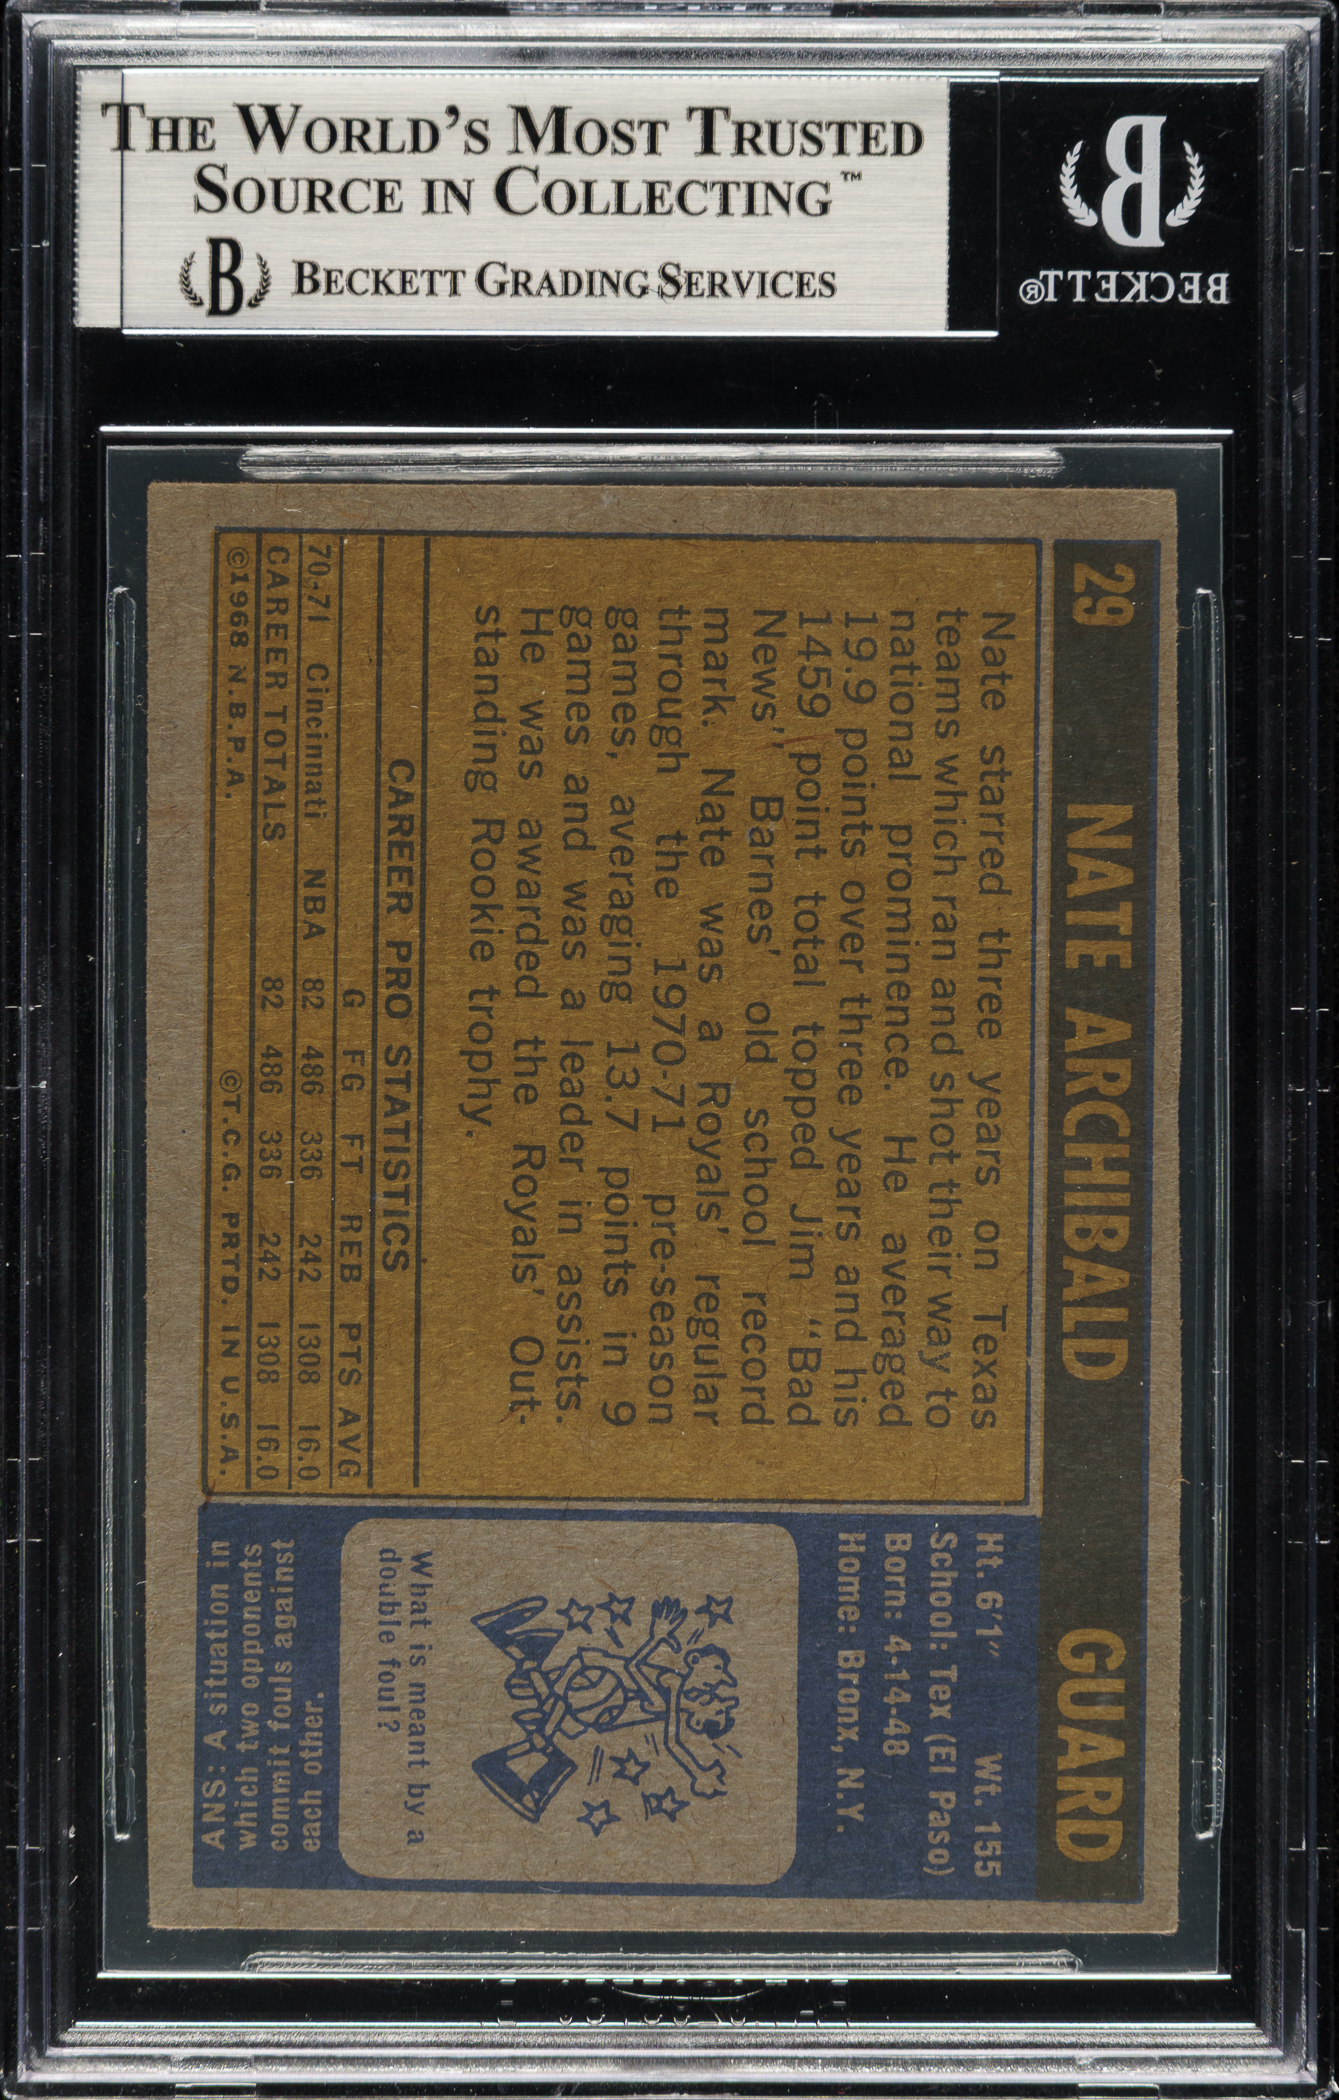 THE WORLD'S MOST TRUSTED
SOURCE IN COLLECTING™
B BECKETT GRADING SERVICES
B
BECKETT®
29 NATE ARCHIBALD GUARD
Nate starred three years on Texas
teams which ran and shot their way to
national prominence. He averaged
19.9 points over three years and his
1459 point total topped Jim "Bad
News", Barnes' old school record
mark. Nate was a Royals' regular
through the 1970-71 pre-season
games, averaging 13.7 points in 9
games and was a leader in assists.
He was awarded the Royals' Out-
standing Rookie trophy.
CAREER PRO STATISTICS
G FG FT REB PTS AVG
70-71 Cincinnati NBA 82 486 336 242 1308 16.0
CAREER TOTALS 82 486 336 242 1308 16.0
©1968 N.B.P.A. ©T.C.G. PRTD. IN U.S.A.
Ht. 6'1" Wt. 155
School: Tex (El Paso)
Born: 4-14-48
Home: Bronx, N.Y.
What is meant by a
double foul?
ANS: A situation in
which two opponents
commit fouls against
each other.